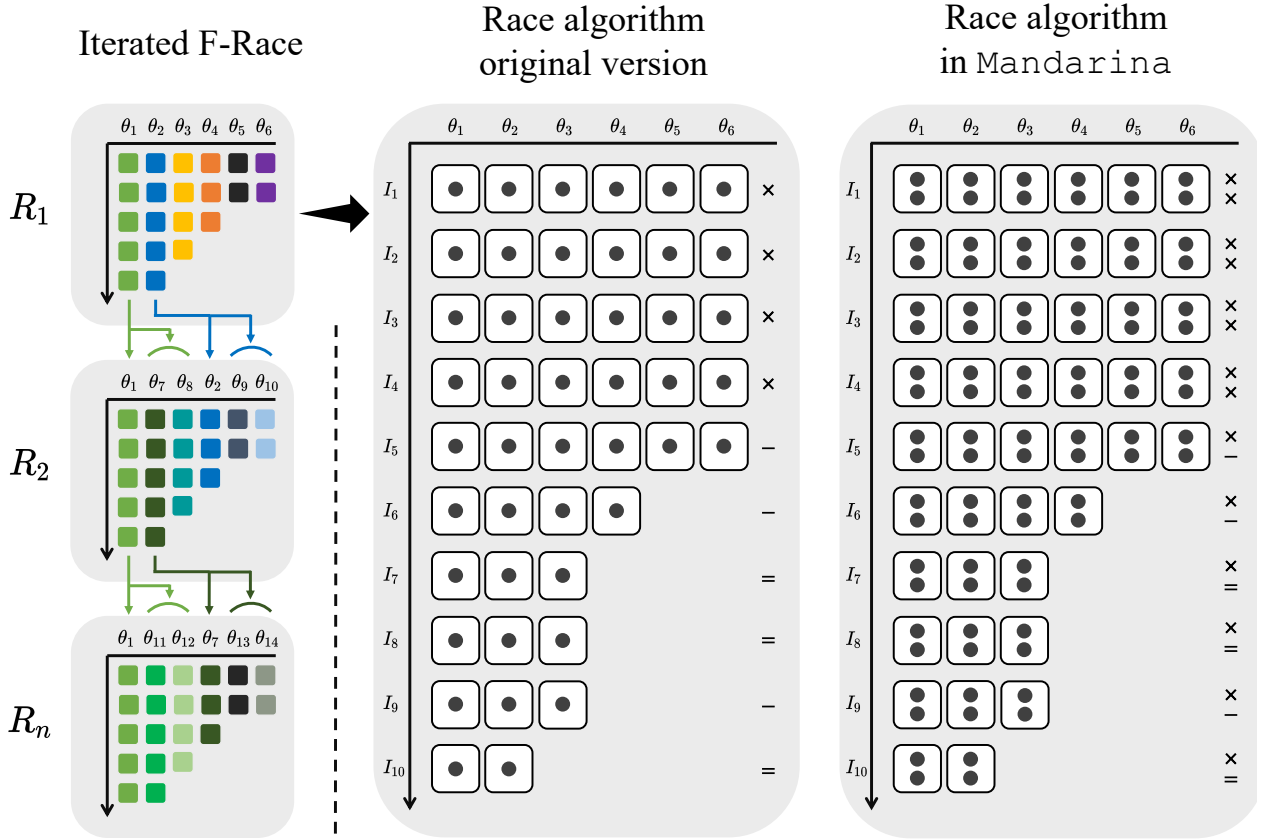 Iterated F-Race
Race algorithm
original version
Race algorithm
in Mandarina
R₁
θ₁ θ₂ θ₃ θ₄ θ₅ θ₆
R₂
θ₁ θ₇ θ₈ θ₂ θ₉ θ₁₀
Rₙ
θ₁ θ₁₁ θ₁₂ θ₇ θ₁₃ θ₁₄
θ₁ θ₂ θ₃ θ₄ θ₅ θ₆
I₁ ×
I₂ ×
I₃ ×
I₄ ×
I₅ −
I₆ −
I₇ =
I₈ =
I₉ −
I₁₀ =
θ₁ θ₂ θ₃ θ₄ θ₅ θ₆
I₁ ×
×
I₂ ×
×
I₃ ×
×
I₄ ×
×
I₅ ×
−
I₆ ×
−
I₇ ×
=
I₈ ×
=
I₉ ×
−
I₁₀ ×
=